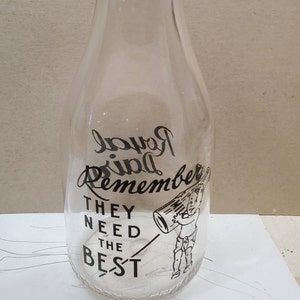 Royal
Dairy
Remember
THEY
NEED
THE
BEST